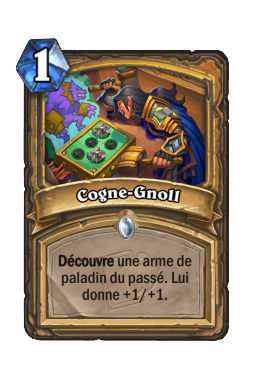 1
Cogne-Gnoll
Découvre une arme de
paladin du passé. Lui
donne +1/+1.